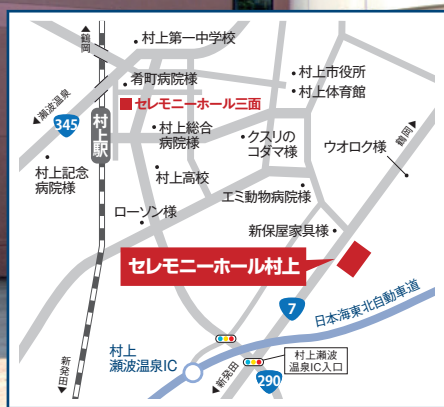 鶴岡
村上第一中学校
肴町病院様
村上市役所
村上体育館
瀬波温泉
セレモニーホール三面
345
村上駅
村上総合
病院様
クスリの
コダマ様
鶴岡
ウオロク様
村上記念
病院様
村上高校
エミ動物病院様
ローソン様
新保屋家具様
セレモニーホール村上
7
日本海東北自動車道
新発田
村上
瀬波温泉IC
村上瀬波
温泉IC入口
新発田
290